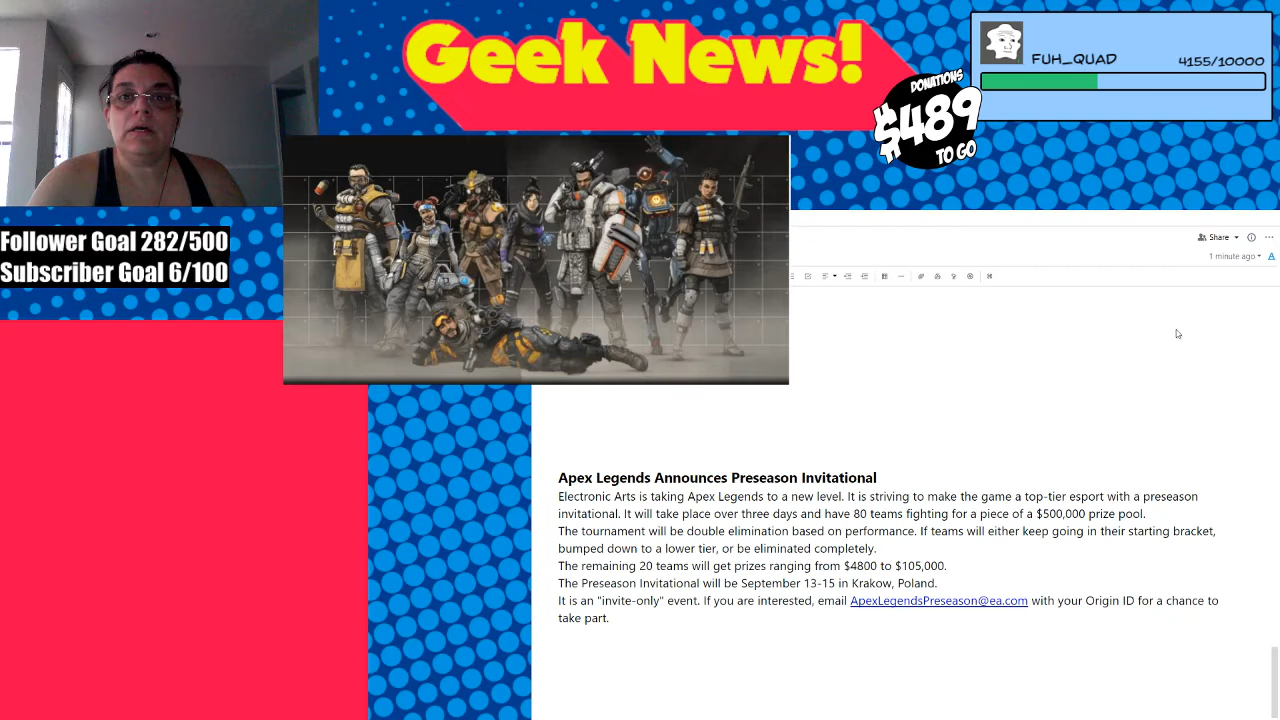 Geek News!
DONATIONS
$489
TO GO
FUH_QUAD
4155/10000
Follower Goal 282/500
Subscriber Goal 6/100
Share
1 minute ago
A
Apex Legends Announces Preseason Invitational
Electronic Arts is taking Apex Legends to a new level. It is striving to make the game a top-tier esport with a preseason
invitational. It will take place over three days and have 80 teams fighting for a piece of a $500,000 prize pool.
The tournament will be double elimination based on performance. If teams will either keep going in their starting bracket,
bumped down to a lower tier, or be eliminated completely.
The remaining 20 teams will get prizes ranging from $4800 to $105,000.
The Preseason Invitational will be September 13-15 in Krakow, Poland.
It is an "invite-only" event. If you are interested, email ApexLegendsPreseason@ea.com with your Origin ID for a chance to
take part.